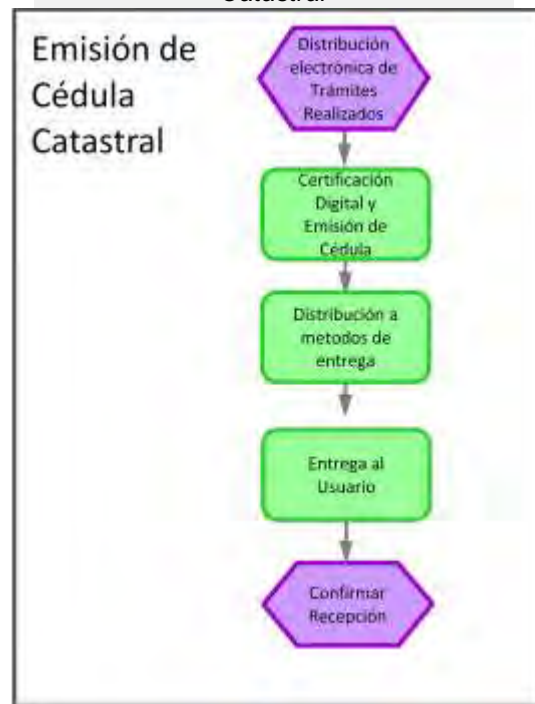 Catastral
Emisión de
Cédula
Catastral
Distribución
electrónica de
Trámites
Realizados
Certificación
Digital y
Emisión de
Cédula
Distribución a
metodos de
entrega
Entrega al
Usuario
Confirmar
Recepción